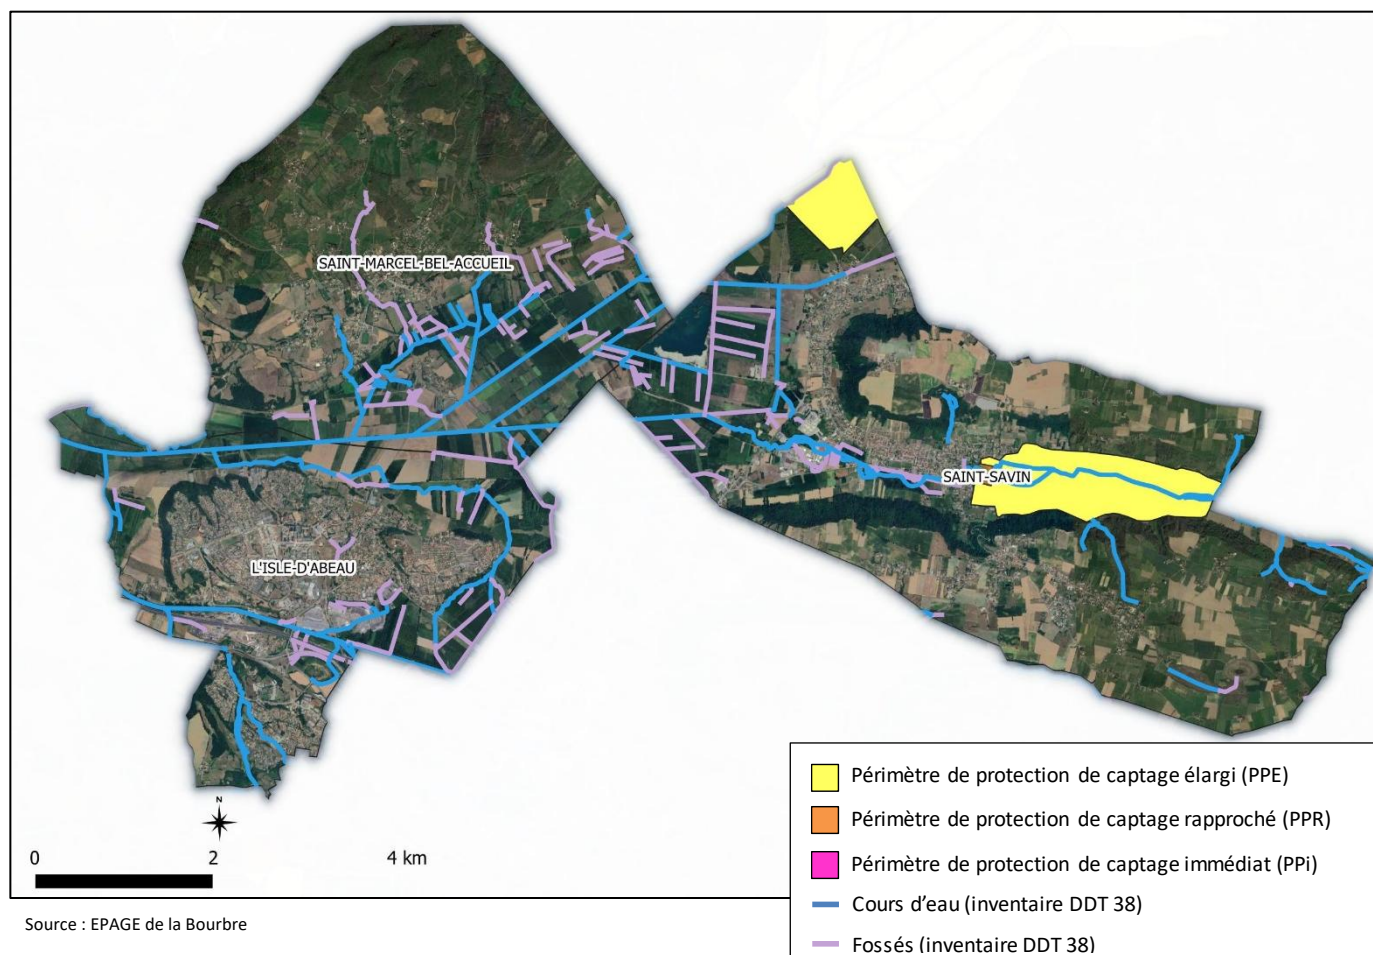 SAINT-MARCEL-BEL-ACCUEIL
SAINT-SAVIN
L'ISLE-D'ABEAU
N
0 2 4 km
Périmètre de protection de captage élargi (PPE)
Périmètre de protection de captage rapproché (PPR)
Périmètre de protection de captage immédiat (PPi)
Cours d'eau (inventaire DDT 38)
Fossés (inventaire DDT 38)
Source : EPAGE de la Bourbre